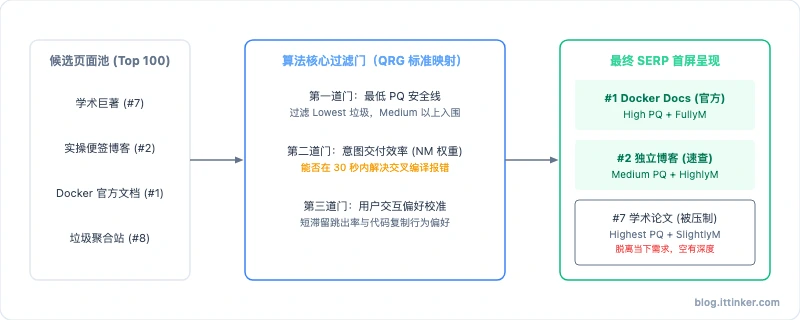 候选页面池 (Top 100)
学术巨著 (#7)
实操便签博客 (#2)
Docker 官方文档 (#1)
垃圾聚合站 (#8)
算法核心过滤门（QRG 标准映射）
第一道门：最低 PQ 安全线
过滤 Lowest 垃圾，Medium 以上入围
第二道门：意图交付效率 (NM 权重)
能否在 30 秒内解决交叉编译报错
第三道门：用户交互偏好校准
短滞留跳出率与代码复制行为偏好
最终 SERP 首屏呈现
#1 Docker Docs (官方)
High PQ + FullyM
#2 独立博客 (速查)
Medium PQ + HighlyM
#7 学术论文 (被压制)
Highest PQ + SlightlyM
脱离当下需求，空有深度
blog.ittinker.com